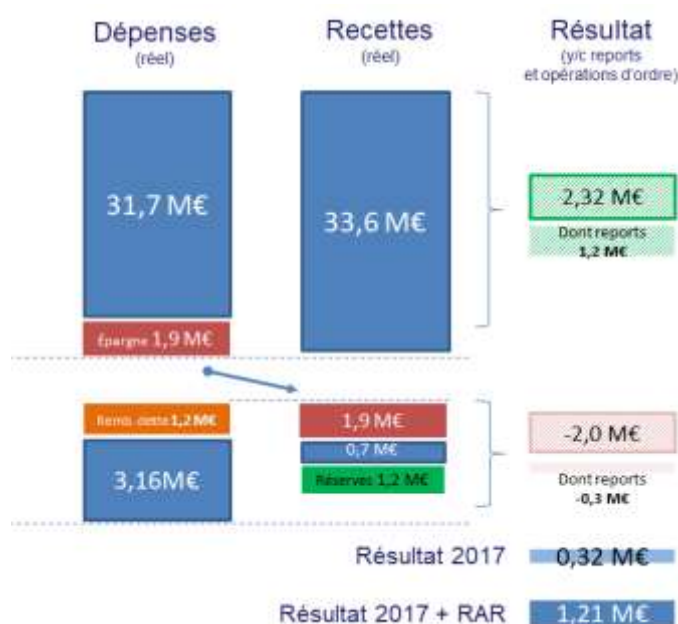 Dépenses
(réel)
Recettes
(réel)
Résultat
(y/c reports
et opérations d'ordre)
31,7 M€
33,6 M€
2,32 M€
Dont reports
1,2 M€
Épargne 1,9 M€
Remb. dette 1,2 M€
1,9 M€
-2,0 M€
0,7 M€
3,16M€
Réserves 1,2 M€
Dont reports
-0,3 M€
Résultat 2017
0,32 M€
Résultat 2017 + RAR
1,21 M€